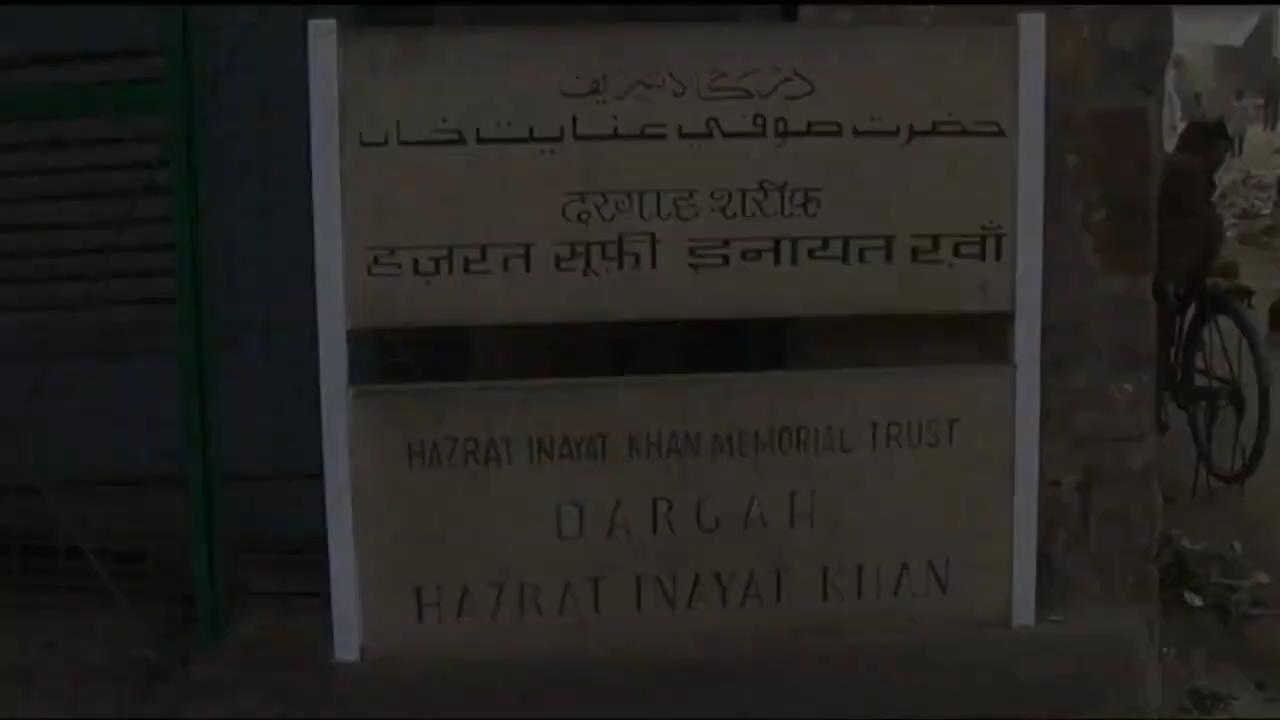 درگاه شریف
حضرت صوفی عنایت خاں
दरगाह शरीफ़
हज़रत सूफ़ी इनायत ख़ाँ
HAZRAT INAYAT KHAN MEMORIAL TRUST
DARGAH
HAZRAT INAYAT KHAN